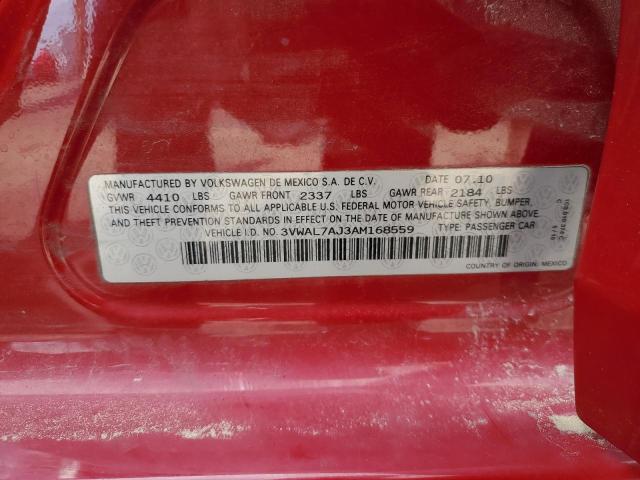 MANUFACTURED BY VOLKSWAGEN DE MEXICO S.A. DE C.V. DATE 07.10
GVWR 4410 LBS GAWR FRONT 2337 LBS GAWR REAR 2184 LBS
THIS VEHICLE CONFORMS TO ALL APPLICABLE U.S. FEDERAL MOTOR VEHICLE SAFETY, BUMPER,
AND THEFT PREVENTION STANDARDS IN EFFECT ON THE DATE OF MANUFACTURE SHOWN ABOVE.
VEHICLE I.D. NO. 3VWAL7AJ3AM168559 TYPE: PASSENGER CAR
COUNTRY OF ORIGIN: MEXICO